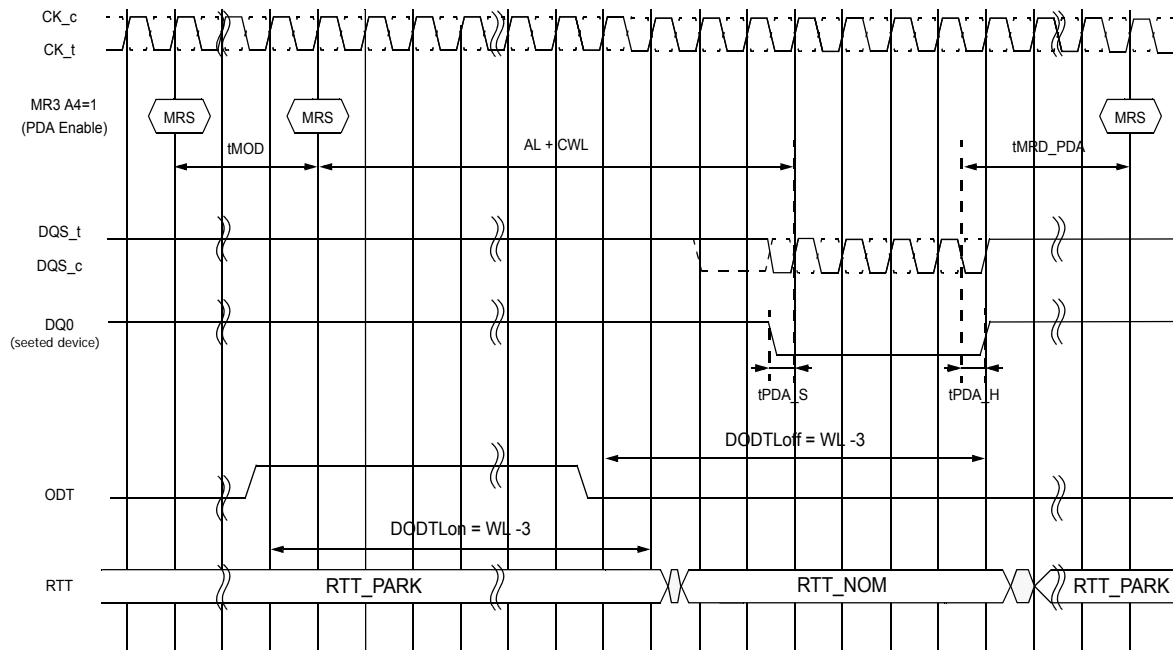 CK_c
CK_t
MR3 A4=1
(PDA Enable)
MRS
MRS
MRS
tMOD
AL + CWL
tMRD_PDA
DQS_t
DQS_c
DQ0
(seeted device)
tPDA_S
tPDA_H
DODTLoff = WL -3
ODT
DODTLon = WL -3
RTT
RTT_PARK
RTT_NOM
RTT_PARK